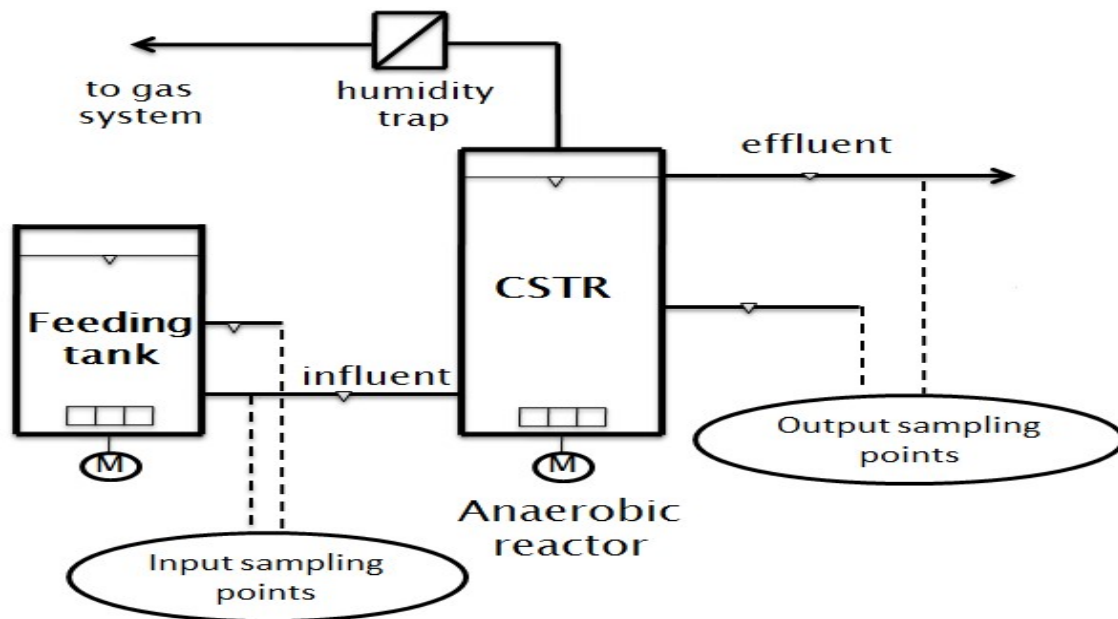 to gas
system
humidity
trap
effluent
CSTR
Feeding
tank
influent
M
M
Output sampling
points
Anaerobic
reactor
Input sampling
points